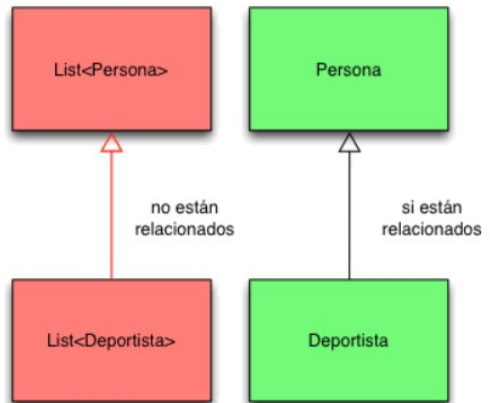 List<Persona>
Persona
no están
relacionados
si están
relacionados
List<Deportista>
Deportista